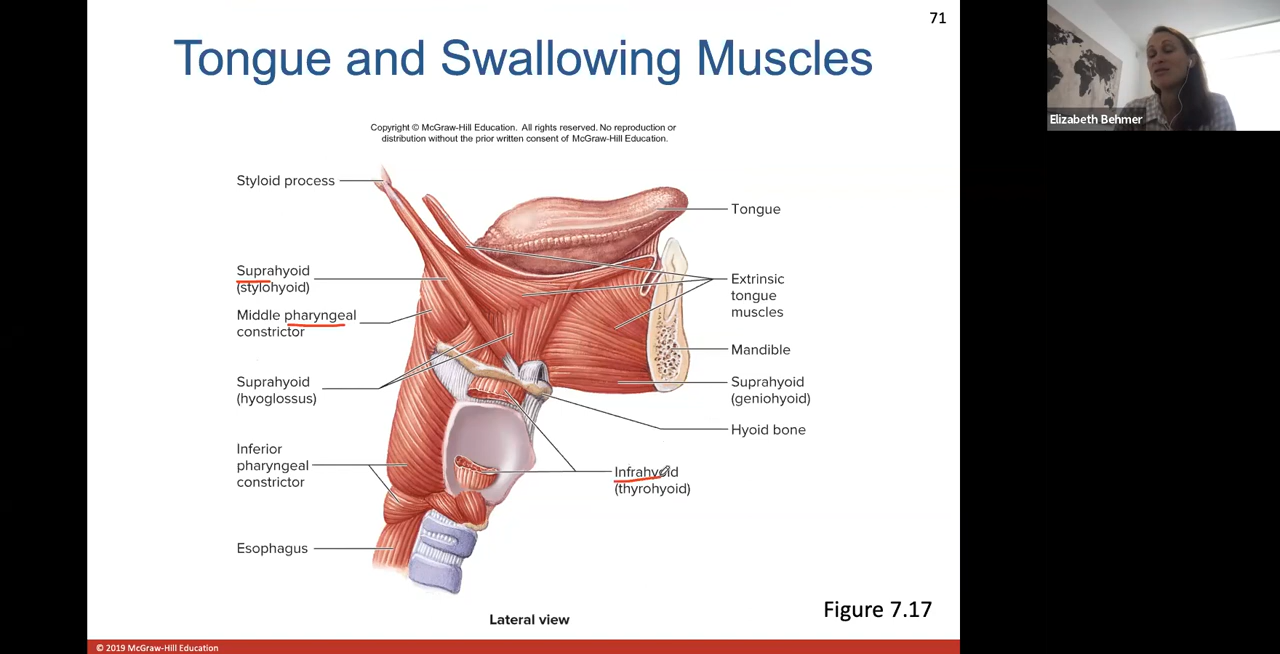 71
Tongue and Swallowing Muscles
Elizabeth Behmer
Copyright © McGraw-Hill Education. All rights reserved. No reproduction or
distribution without the prior written consent of McGraw-Hill Education.
Styloid process
Suprahyoid
(stylohyoid)
Middle pharyngeal
constrictor
Suprahyoid
(hyoglossus)
Inferior
pharyngeal
constrictor
Esophagus
Tongue
Extrinsic
tongue
muscles
Mandible
Suprahyoid
(geniohyoid)
Hyoid bone
Infrahyoid
(thyrohyoid)
Lateral view
Figure 7.17
© 2019 McGraw-Hill Education